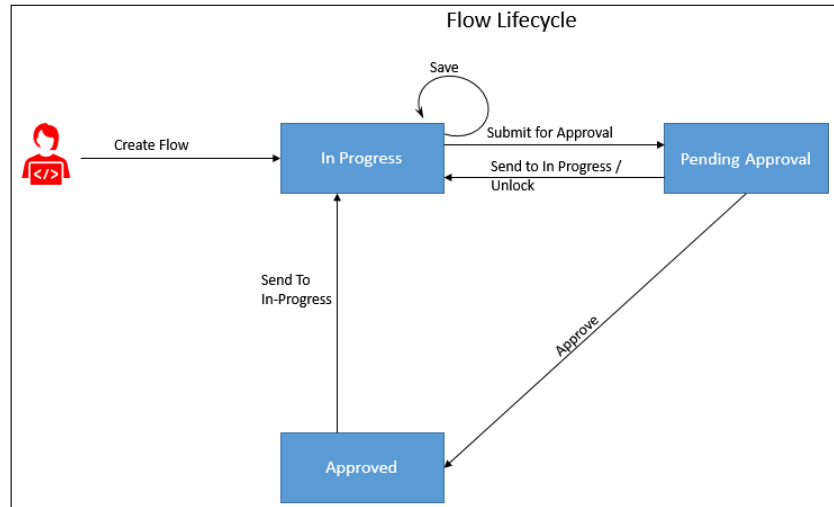 Flow Lifecycle
Save
Create Flow
In Progress
Submit for Approval
Send to In Progress /
Unlock
Pending Approval
</>
Send To
In-Progress
Approve
Approved